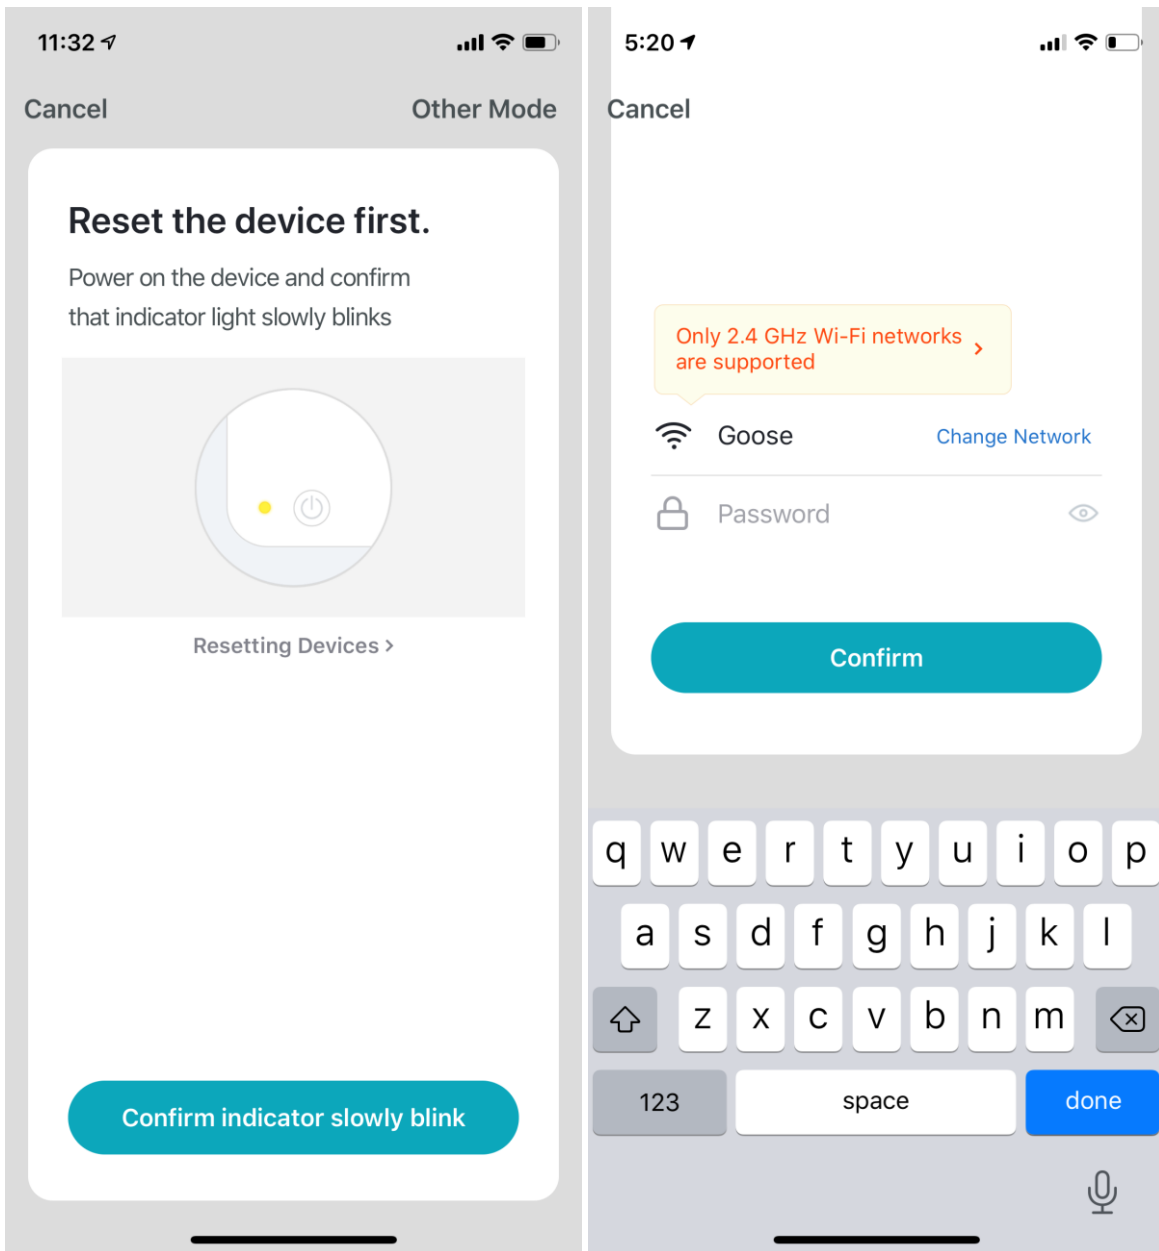 11:32
Cancel
Other Mode
Reset the device first.
Power on the device and confirm
that indicator light slowly blinks
Resetting Devices >
Confirm indicator slowly blink
5:20
Cancel
Only 2.4 GHz Wi-Fi networks
are supported >
Goose
Change Network
Password
Confirm
q w e r t y u i o p
a s d f g h j k l
z x c v b n m
123 space done